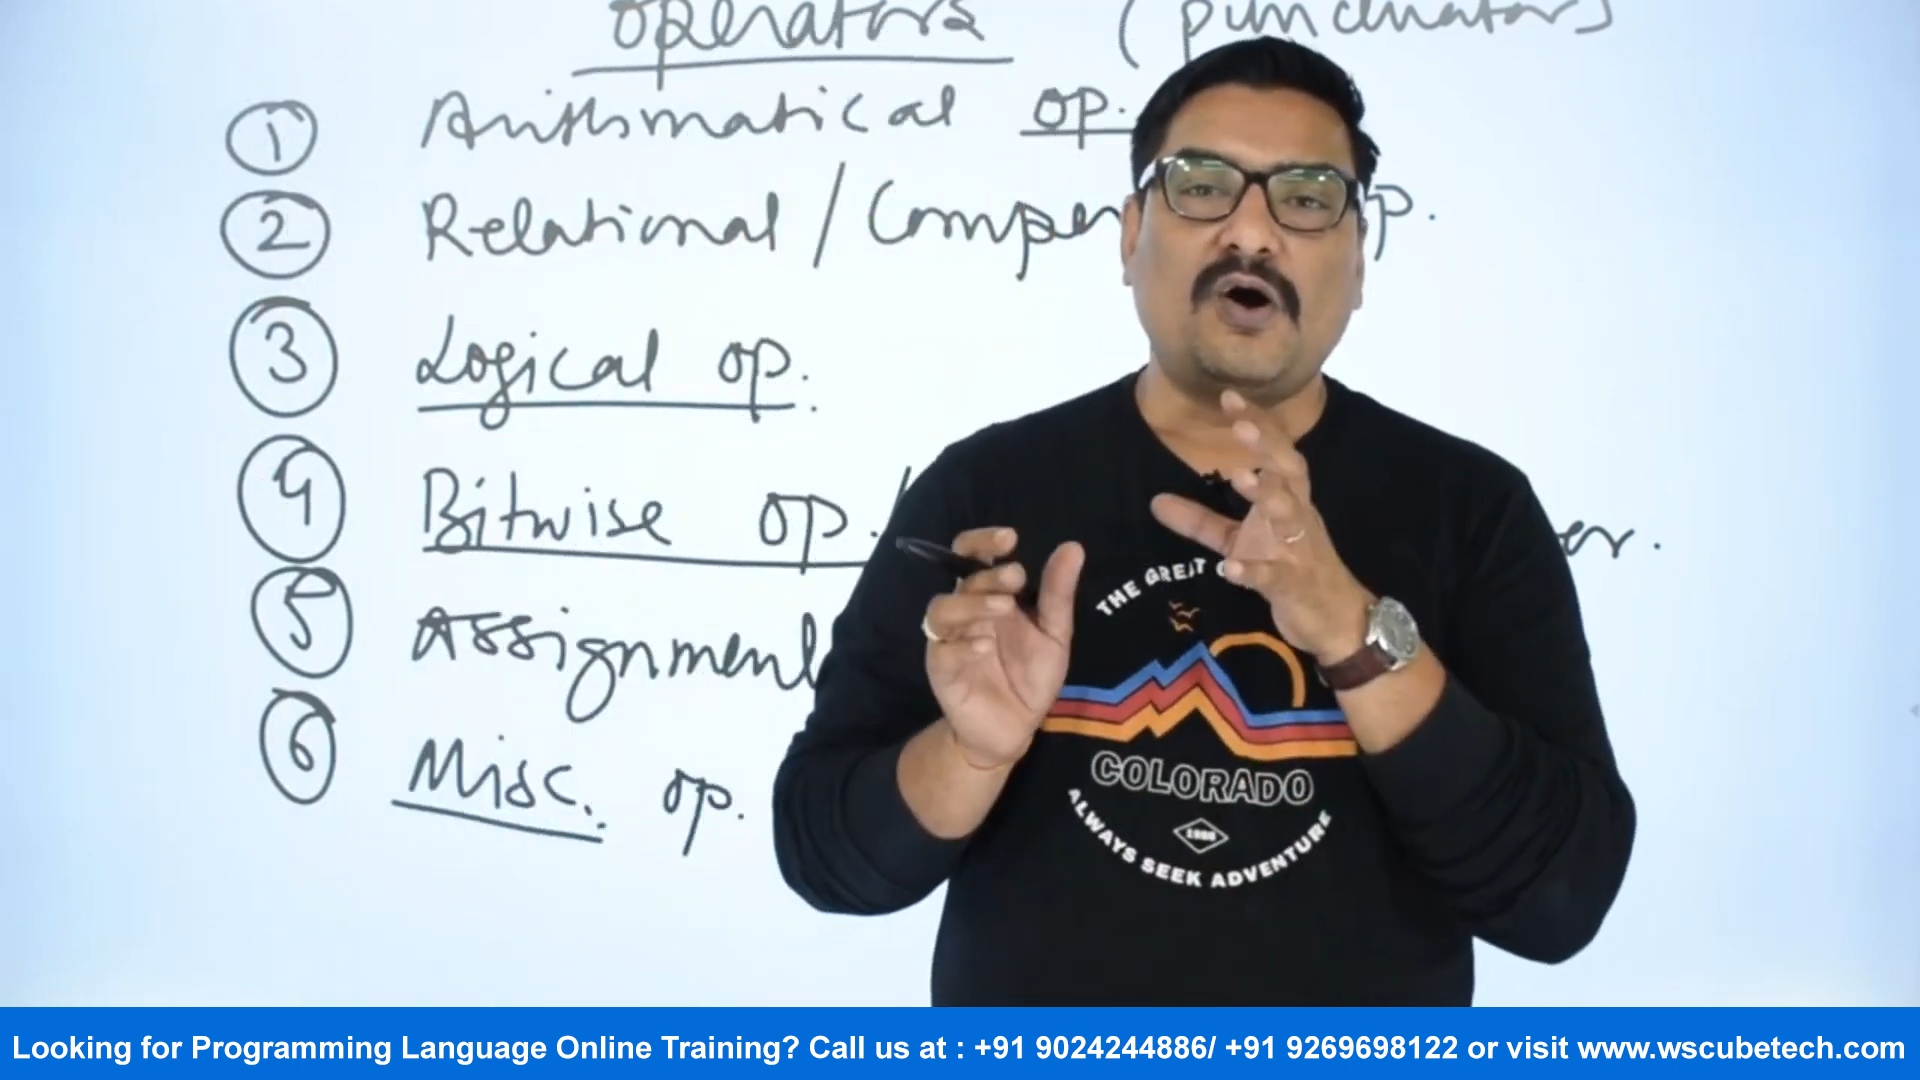 operators (punctuators)
1 Arithmatical op.
2 Relational / Comper p.
3 Logical op.
4 Bitwise op. er.
5 Assignment
6 Misc. op.
THE GREAT
COLORADO
ALWAYS SEEK ADVENTURE
Looking for Programming Language Online Training? Call us at : +91 9024244886/ +91 9269698122 or visit www.wscubetech.com